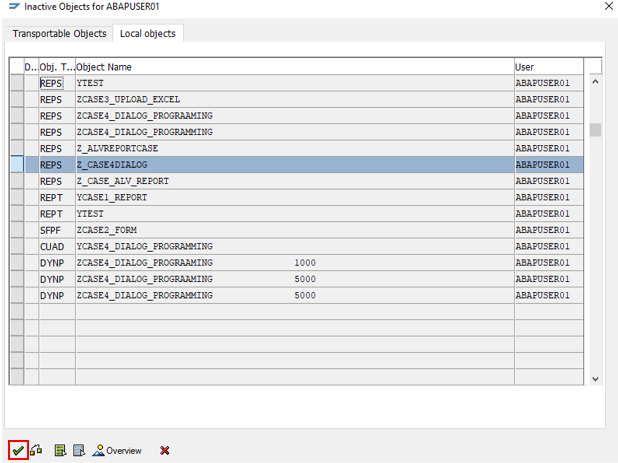 Inactive Objects for ABAPUSER01
Transportable Objects Local objects
D... Obj. T... Object Name User
REPS YTEST ABAPUSER01
REPS ZCASE3_UPLOAD_EXCEL ABAPUSER01
REPS ZCASE4_DIALOG_PROGRAAMING ABAPUSER01
REPS ZCASE4_DIALOG_PROGRAMMING ABAPUSER01
REPS Z_ALVREPORTCASE ABAPUSER01
REPS Z_CASE4DIALOG ABAPUSER01
REPS Z_CASE_ALV_REPORT ABAPUSER01
REPT YCASE1_REPORT ABAPUSER01
REPT YTEST ABAPUSER01
SFPF ZCASE2_FORM ABAPUSER01
CUAD YCASE4_DIALOG_PROGRAMMING ABAPUSER01
DYNP ZCASE4_DIALOG_PROGRAAMING 1000 ABAPUSER01
DYNP ZCASE4_DIALOG_PROGRAAMING 5000 ABAPUSER01
DYNP ZCASE4_DIALOG_PROGRAMMING 5000 ABAPUSER01
Overview